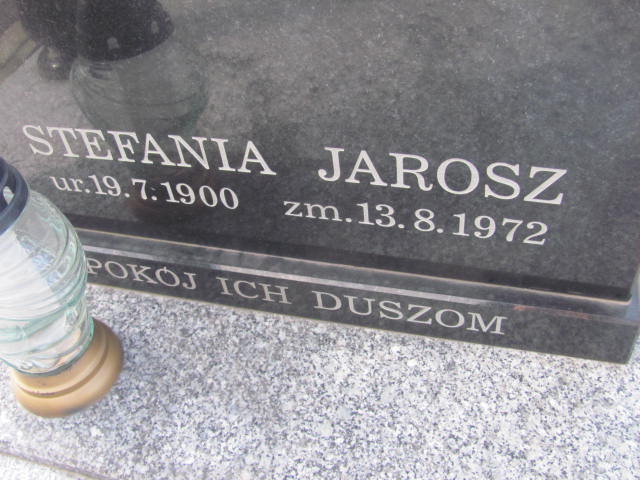 STEFANIA JAROSZ
ur.19.7.1900 zm.13.8.1972
POKÓJ ICH DUSZOM